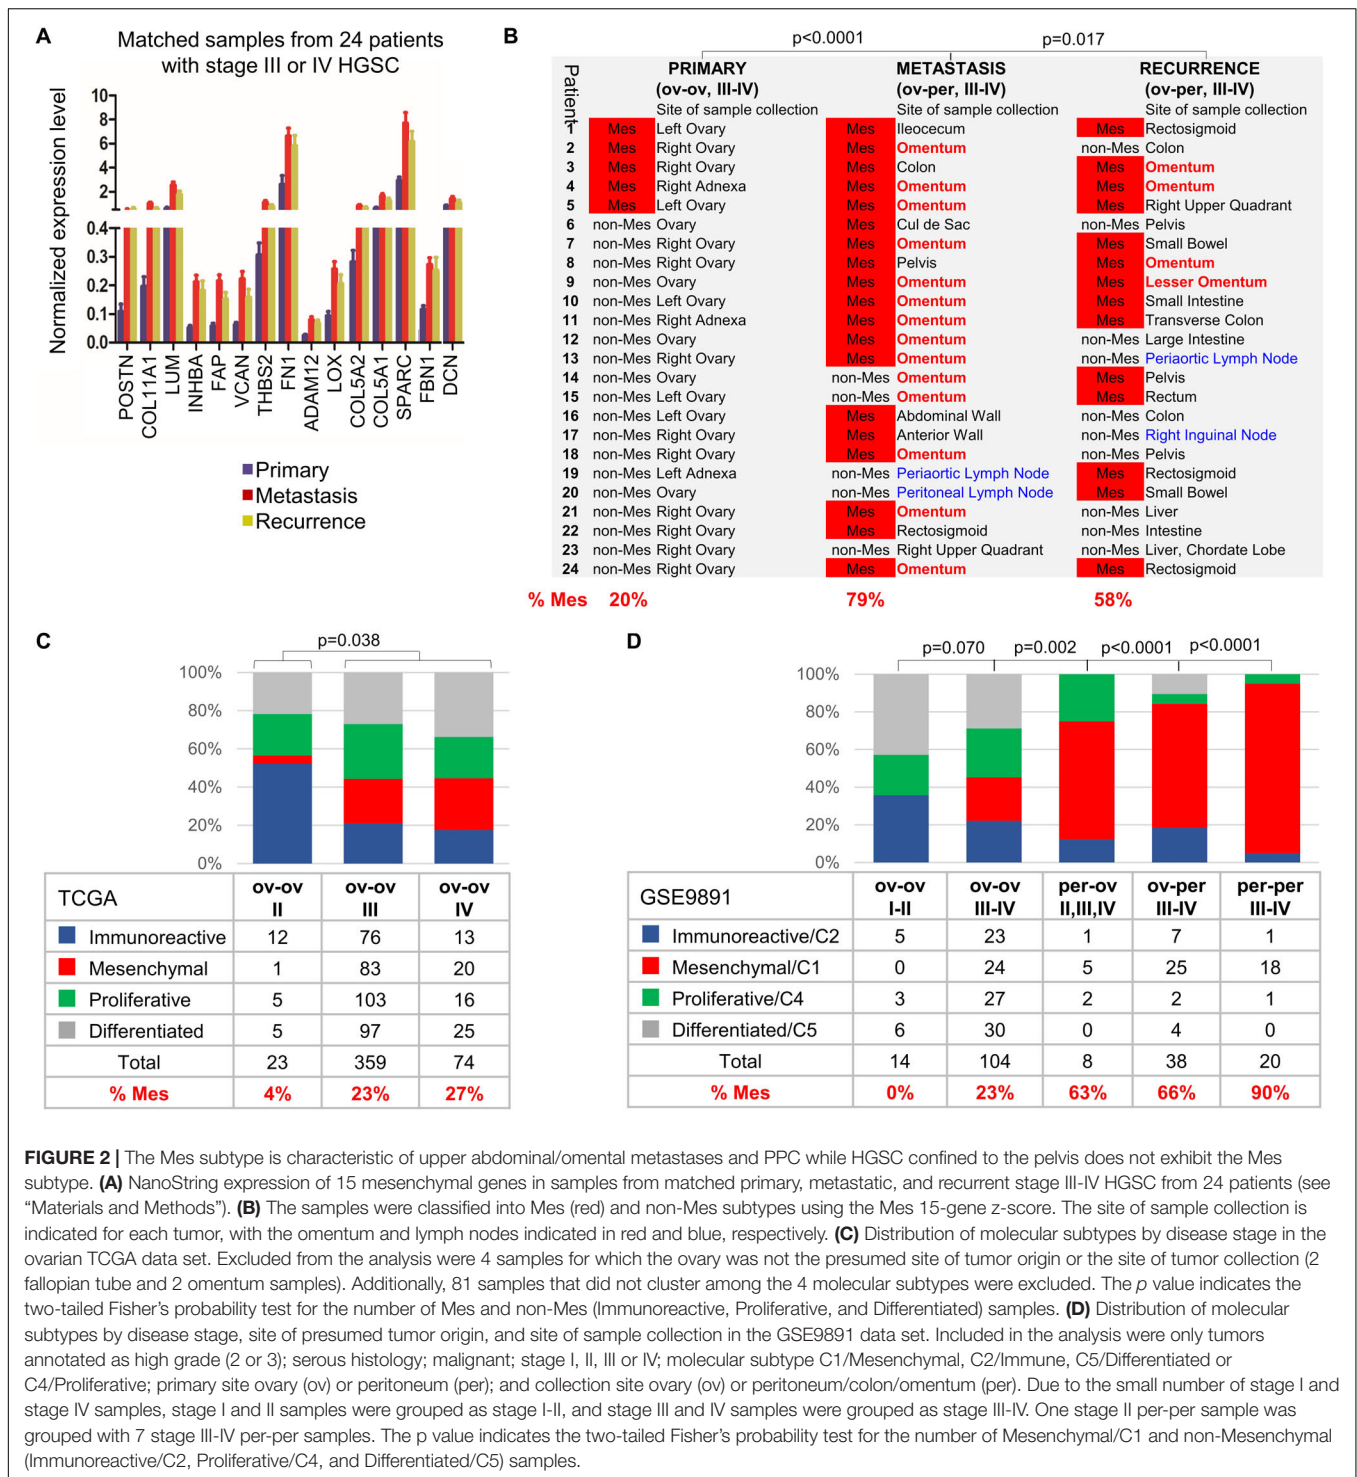 A
Matched samples from 24 patients
with stage III or IV HGSC
Normalized expression level
10
8
6
4
2
0.4
0.3
0.2
0.1
0.0
POSTN
COL11A1
LUM
INHBA
FAP
VCAN
THBS2
FN1
ADAM12
LOX
COL5A2
COL5A1
SPARC
FBN1
DCN
Primary
Metastasis
Recurrence
B
p<0.0001 p=0.017
Patient
PRIMARY METASTASIS RECURRENCE
(ov-ov, III-IV) (ov-per, III-IV) (ov-per, III-IV)
Site of sample collection Site of sample collection Site of sample collection
1 Mes Left Ovary Mes Ileocecum Mes Rectosigmoid
2 Mes Right Ovary Mes Omentum non-Mes Colon
3 Mes Right Ovary Mes Colon Mes Omentum
4 Mes Right Adnexa Mes Omentum Mes Omentum
5 Mes Left Ovary Mes Omentum Mes Right Upper Quadrant
6 non-Mes Ovary Mes Cul de Sac non-Mes Pelvis
7 non-Mes Right Ovary Mes Omentum Mes Small Bowel
8 non-Mes Right Ovary Mes Pelvis Mes Omentum
9 non-Mes Ovary Mes Omentum Mes Lesser Omentum
10 non-Mes Left Ovary Mes Omentum Mes Small Intestine
11 non-Mes Right Adnexa Mes Omentum Mes Transverse Colon
12 non-Mes Ovary Mes Omentum non-Mes Large Intestine
13 non-Mes Right Ovary Mes Omentum non-Mes Periaortic Lymph Node
14 non-Mes Ovary non-Mes Omentum Mes Pelvis
15 non-Mes Left Ovary non-Mes Omentum Mes Rectum
16 non-Mes Left Ovary Mes Abdominal Wall non-Mes Colon
17 non-Mes Right Ovary Mes Anterior Wall non-Mes Right Inguinal Node
18 non-Mes Right Ovary Mes Omentum non-Mes Pelvis
19 non-Mes Left Adnexa non-Mes Periaortic Lymph Node Mes Rectosigmoid
20 non-Mes Ovary non-Mes Peritoneal Lymph Node Mes Small Bowel
21 non-Mes Right Ovary Mes Omentum non-Mes Liver
22 non-Mes Right Ovary Mes Rectosigmoid non-Mes Intestine
23 non-Mes Right Ovary non-Mes Right Upper Quadrant non-Mes Liver, Chordate Lobe
24 non-Mes Right Ovary Mes Omentum Mes Rectosigmoid
% Mes 20% 79% 58%
C
p=0.038
100%
80%
60%
40%
20%
0%
TCGA ov-ov II ov-ov III ov-ov IV
Immunoreactive 12 76 13
Mesenchymal 1 83 20
Proliferative 5 103 16
Differentiated 5 97 25
Total 23 359 74
% Mes 4% 23% 27%
D
p=0.070 p=0.002 p<0.0001 p<0.0001
100%
80%
60%
40%
20%
0%
GSE9891 ov-ov I-II ov-ov III-IV per-ov II,III,IV ov-per III-IV per-per III-IV
Immunoreactive/C2 5 23 1 7 1
Mesenchymal/C1 0 24 5 25 18
Proliferative/C4 3 27 2 2 1
Differentiated/C5 6 30 0 4 0
Total 14 104 8 38 20
% Mes 0% 23% 63% 66% 90%
FIGURE 2 | The Mes subtype is characteristic of upper abdominal/omental metastases and PPC while HGSC confined to the pelvis does not exhibit the Mes
subtype. (A) NanoString expression of 15 mesenchymal genes in samples from matched primary, metastatic, and recurrent stage III-IV HGSC from 24 patients (see
“Materials and Methods”). (B) The samples were classified into Mes (red) and non-Mes subtypes using the Mes 15-gene z-score. The site of sample collection is
indicated for each tumor, with the omentum and lymph nodes indicated in red and blue, respectively. (C) Distribution of molecular subtypes by disease stage in the
ovarian TCGA data set. Excluded from the analysis were 4 samples for which the ovary was not the presumed site of tumor origin or the site of tumor collection (2
fallopian tube and 2 omentum samples). Additionally, 81 samples that did not cluster among the 4 molecular subtypes were excluded. The p value indicates the
two-tailed Fisher’s probability test for the number of Mes and non-Mes (Immunoreactive, Proliferative, and Differentiated) samples. (D) Distribution of molecular
subtypes by disease stage, site of presumed tumor origin, and site of sample collection in the GSE9891 data set. Included in the analysis were only tumors
annotated as high grade (2 or 3); serous histology; malignant; stage I, II, III or IV; molecular subtype C1/Mesenchymal, C2/Immune, C5/Differentiated or
C4/Proliferative; primary site ovary (ov) or peritoneum (per); and collection site ovary (ov) or peritoneum/colon/omentum (per). Due to the small number of stage I and
stage IV samples, stage I and II samples were grouped as stage I-II, and stage III and IV samples were grouped as stage III-IV. One stage II per-per sample was
grouped with 7 stage III-IV per-per samples. The p value indicates the two-tailed Fisher’s probability test for the number of Mesenchymal/C1 and non-Mesenchymal
(Immunoreactive/C2, Proliferative/C4, and Differentiated/C5) samples.